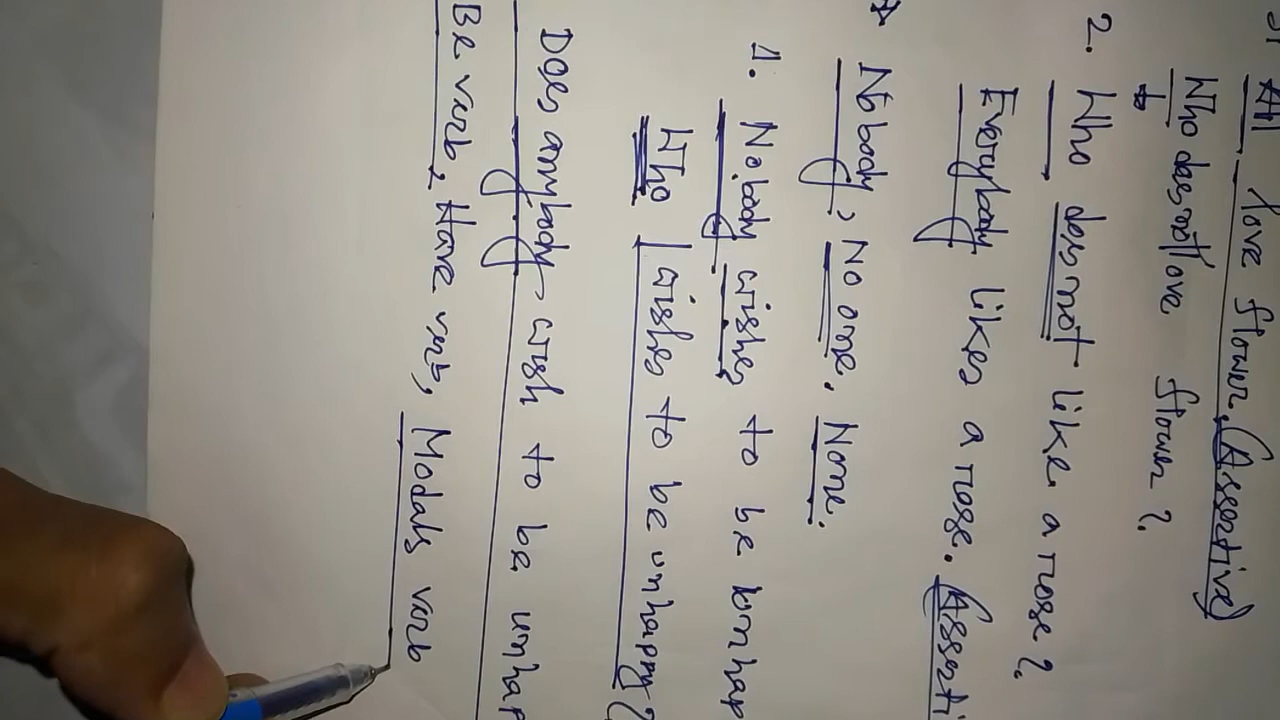 All love flower. (Assertive)
Who does not love flower ?
2. Who does not like a rose ?
Everybody likes a rose. (Asserti
Nobody, No one, None.
1. Nobody wishes to be unhap
Who wishes to be unhappy ?
Does anybody wish to be unhap
Be verb, Have verb, Modals verb